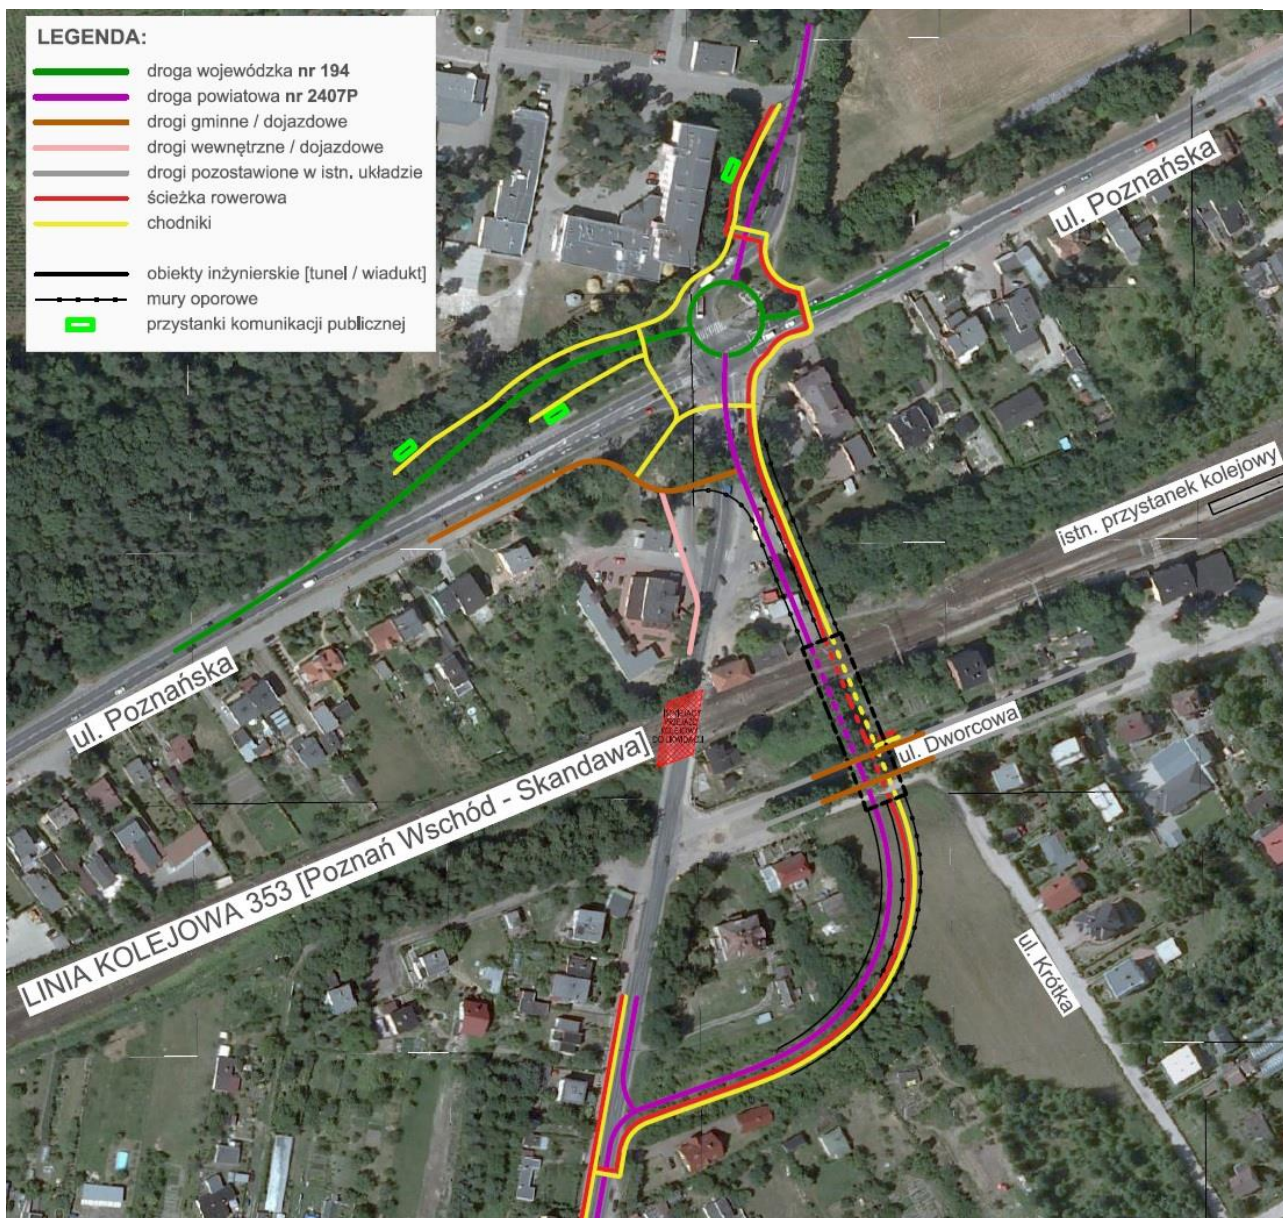 LEGENDA:
droga wojewódzka nr 194
droga powiatowa nr 2407P
drogi gminne / dojazdowe
drogi wewnętrzne / dojazdowe
drogi pozostawione w istn. układzie
ścieżka rowerowa
chodniki
obiekty inżynierskie [tunel / wiadukt]
mury oporowe
przystanki komunikacji publicznej
ul. Poznańska
istn. przystanek kolejowy
ul. Poznańska
ul. Dworcowa
LINIA KOLEJOWA 353 [Poznań Wschód - Skandawa]
ul. Krótka